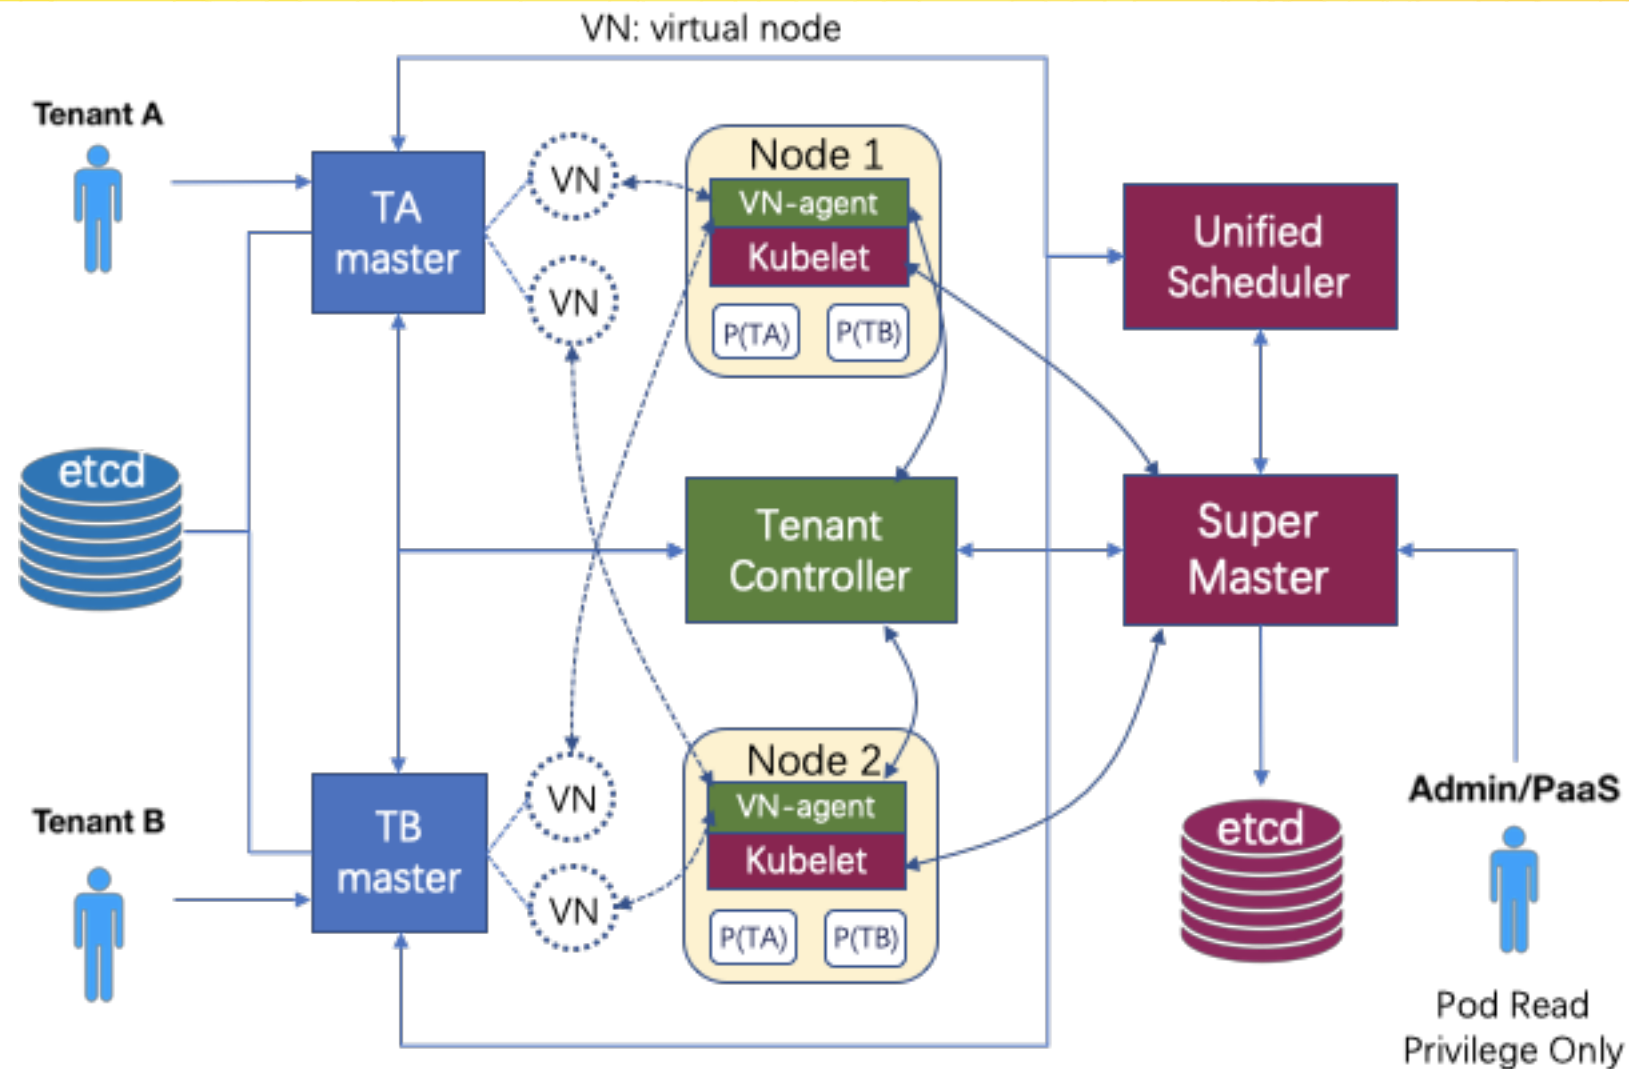 VN: virtual node
Tenant A
TA
master
VN
VN
Node 1
VN-agent
Kubelet
P(TA)
P(TB)
Unified
Scheduler
etcd
Tenant
Controller
Super
Master
Tenant B
TB
master
VN
VN
Node 2
VN-agent
Kubelet
P(TA)
P(TB)
etcd
Admin/PaaS
Pod Read
Privilege Only